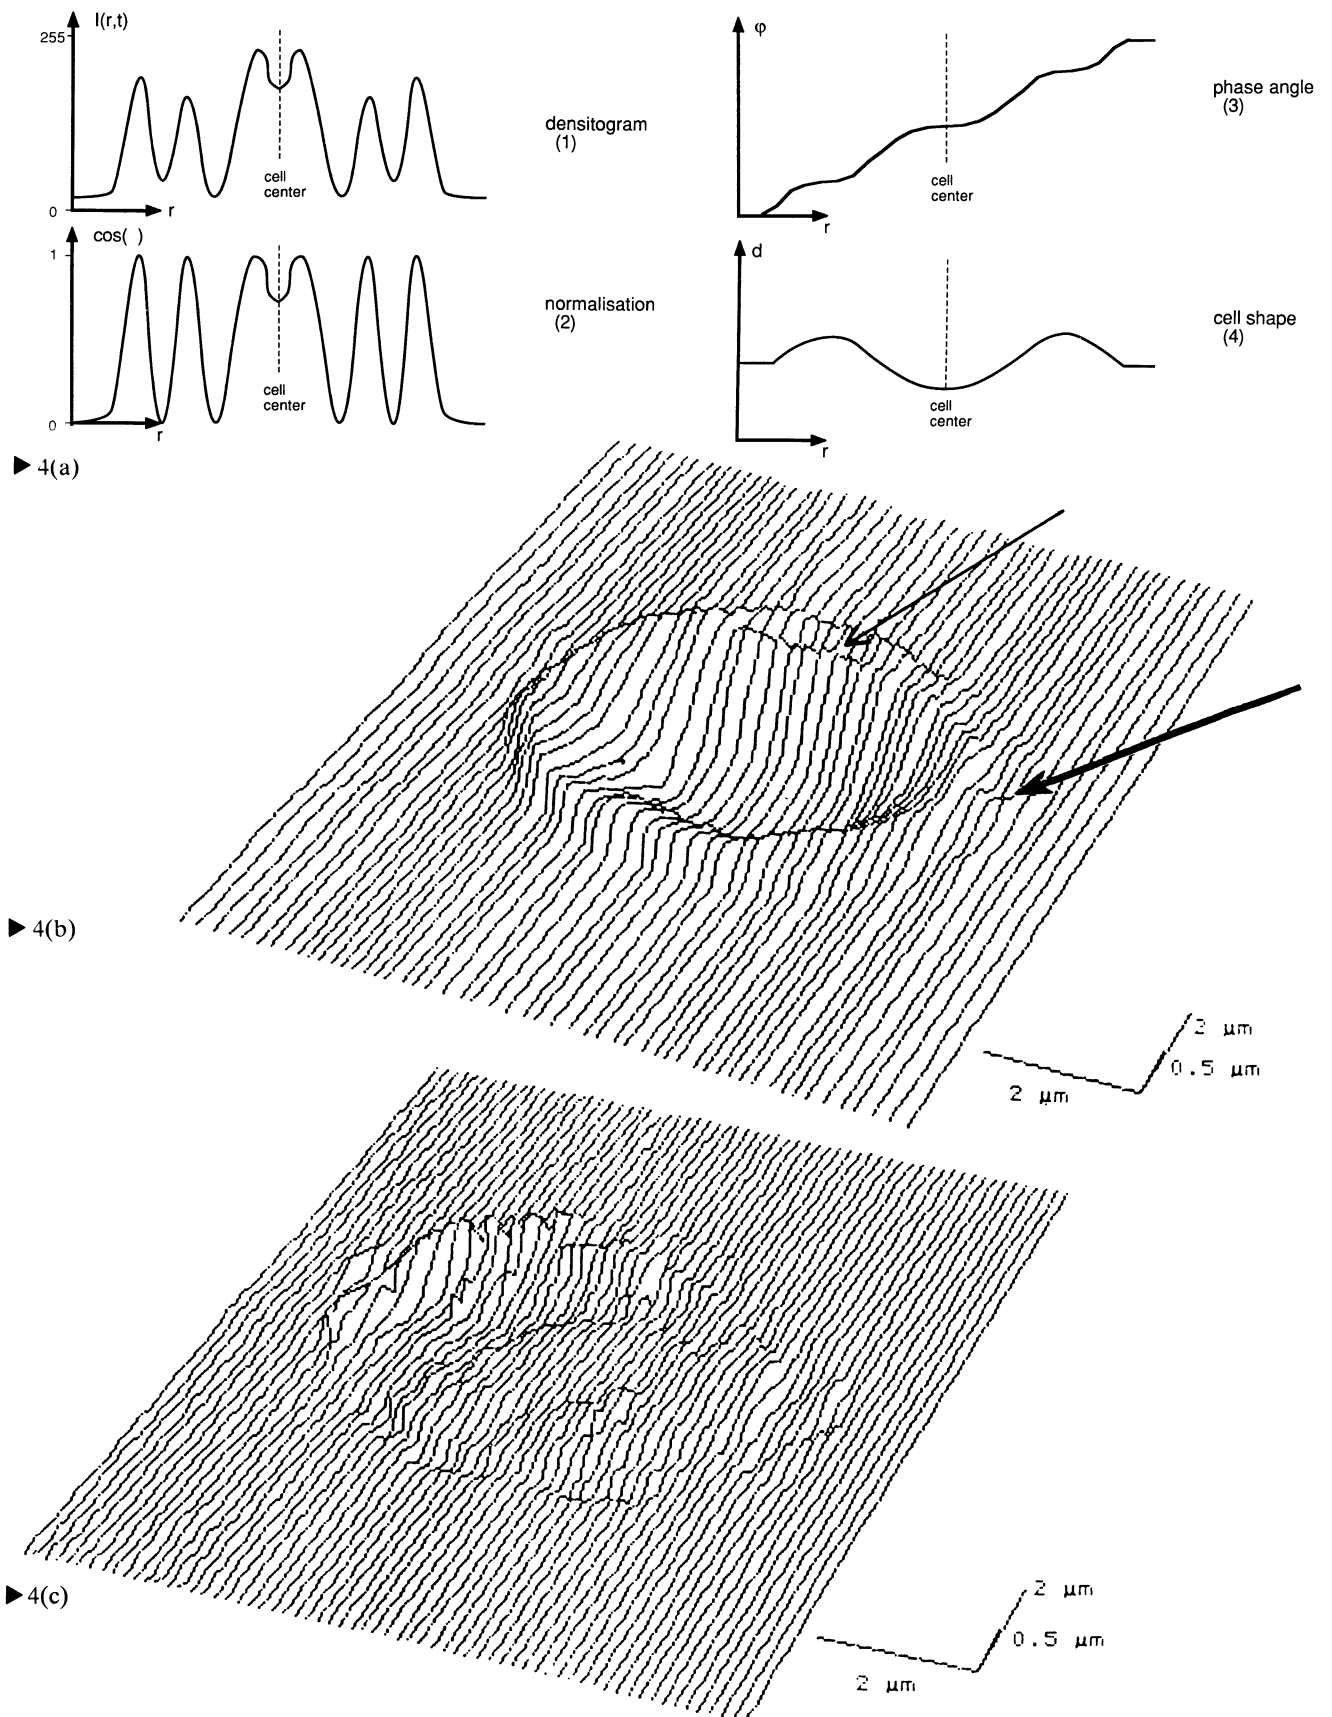 I(r,t)
255
0
r
cell
center
densitogram
(1)
cos( )
1
0
r
cell
center
normalisation
(2)
φ
r
cell
center
phase angle
(3)
d
r
cell
center
cell shape
(4)
▶ 4(a)
▶ 4(b)
2 μm
0.5 μm
2 μm
▶ 4(c)
2 μm
0.5 μm
2 μm